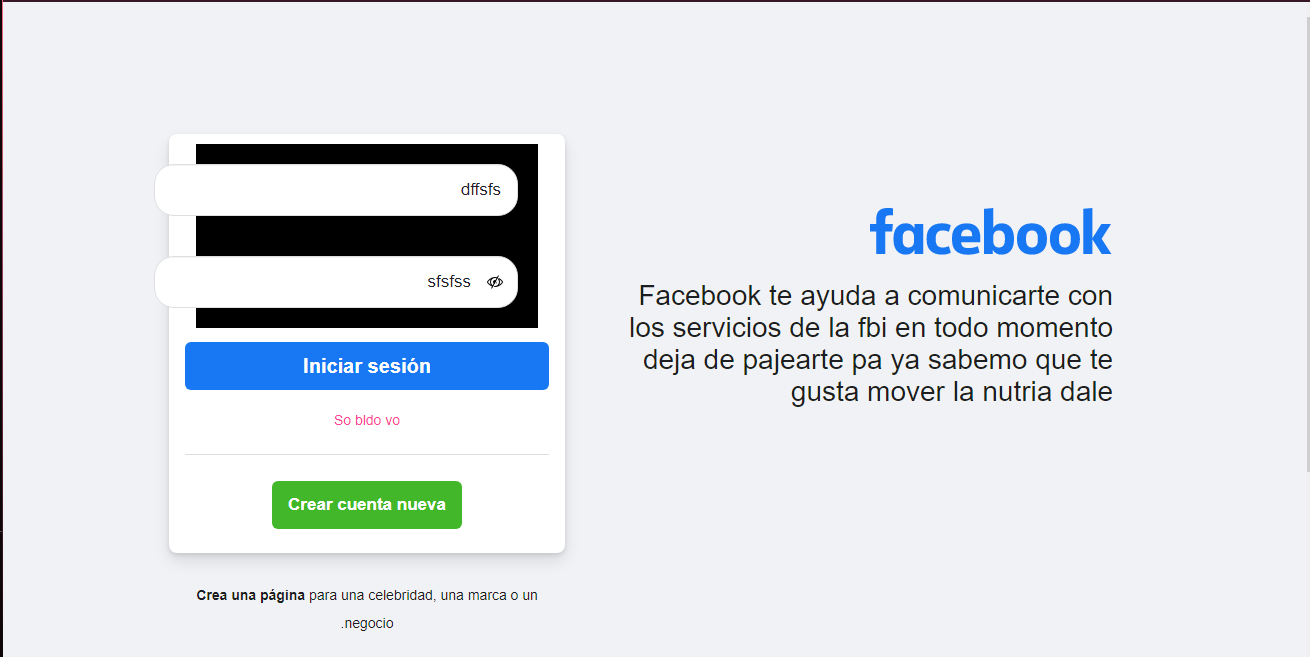 dffsfs
sfsfss
Iniciar sesión
So bldo vo
Crear cuenta nueva
Crea una página para una celebridad, una marca o un
.negocio
facebook
Facebook te ayuda a comunicarte con
los servicios de la fbi en todo momento
deja de pajearte pa ya sabemo que te
gusta mover la nutria dale